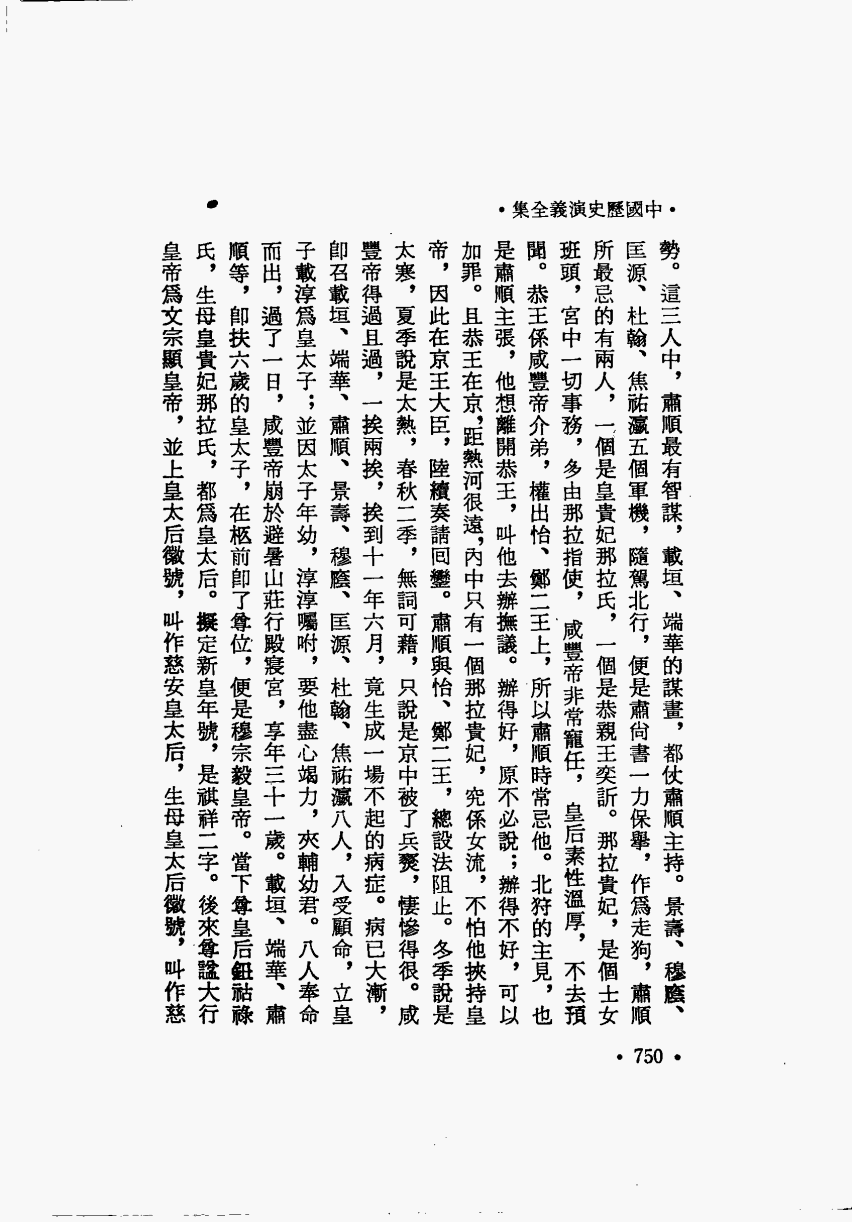 •中國歷史演義全集•
勢。這三人中，肅順最有智謀，載垣、端華的謀畫，都仗肅順主持。景壽、穆廕、
匡源、杜翰、焦祐瀛五個軍機，隨駕北行，便是肅尙書一力保舉，作爲走狗，肅順
所最忌的有兩人，一個是皇貴妃那拉氏，一個是恭親王奕訢。那拉貴妃，是個士女
班頭，宮中一切事務，多由那拉指使，咸豐帝非常寵任，皇后素性溫厚，不去預
聞。恭王係咸豐帝介弟，權出怡、鄭二王上，所以肅順時常忌他。北狩的主見，也
是肅順主張，他想離開恭王，叫他去辦撫議。辦得好，原不必說；辦得不好，可以
加罪。且恭王在京，距熱河很遠，內中只有一個那拉貴妃，究係女流，不怕他挾持皇
帝，因此在京王大臣，陸續奏請回鑾。肅順與怡、鄭二王，總設法阻止。冬季說是
太寒，夏季說是太熱，春秋二季，無詞可藉，只說是京中被了兵燹，悽慘得很。咸
豐帝得過且過，一挨兩挨，挨到十一年六月，竟生成一場不起的病症。病已大漸，
卽召載垣、端華、肅順、景壽、穆廕、匡源、杜翰、焦祐瀛八人，入受顧命，立皇
子載淳爲皇太子；並因太子年幼，淳淳囑咐，要他盡心竭力，夾輔幼君。八人奉命
而出，過了一日，咸豐帝崩於避暑山莊行殿寢宮，享年三十一歲。載垣、端華、肅
順等，卽扶六歲的皇太子，在柩前卽了尊位，便是穆宗毅皇帝。當下尊皇后鈕祜祿
氏，生母皇貴妃那拉氏，都爲皇太后。擬定新皇年號，是祺祥二字。後來尊諡大行
皇帝爲文宗顯皇帝，並上皇太后徽號，叫作慈安皇太后，生母皇太后徽號，叫作慈
•750•